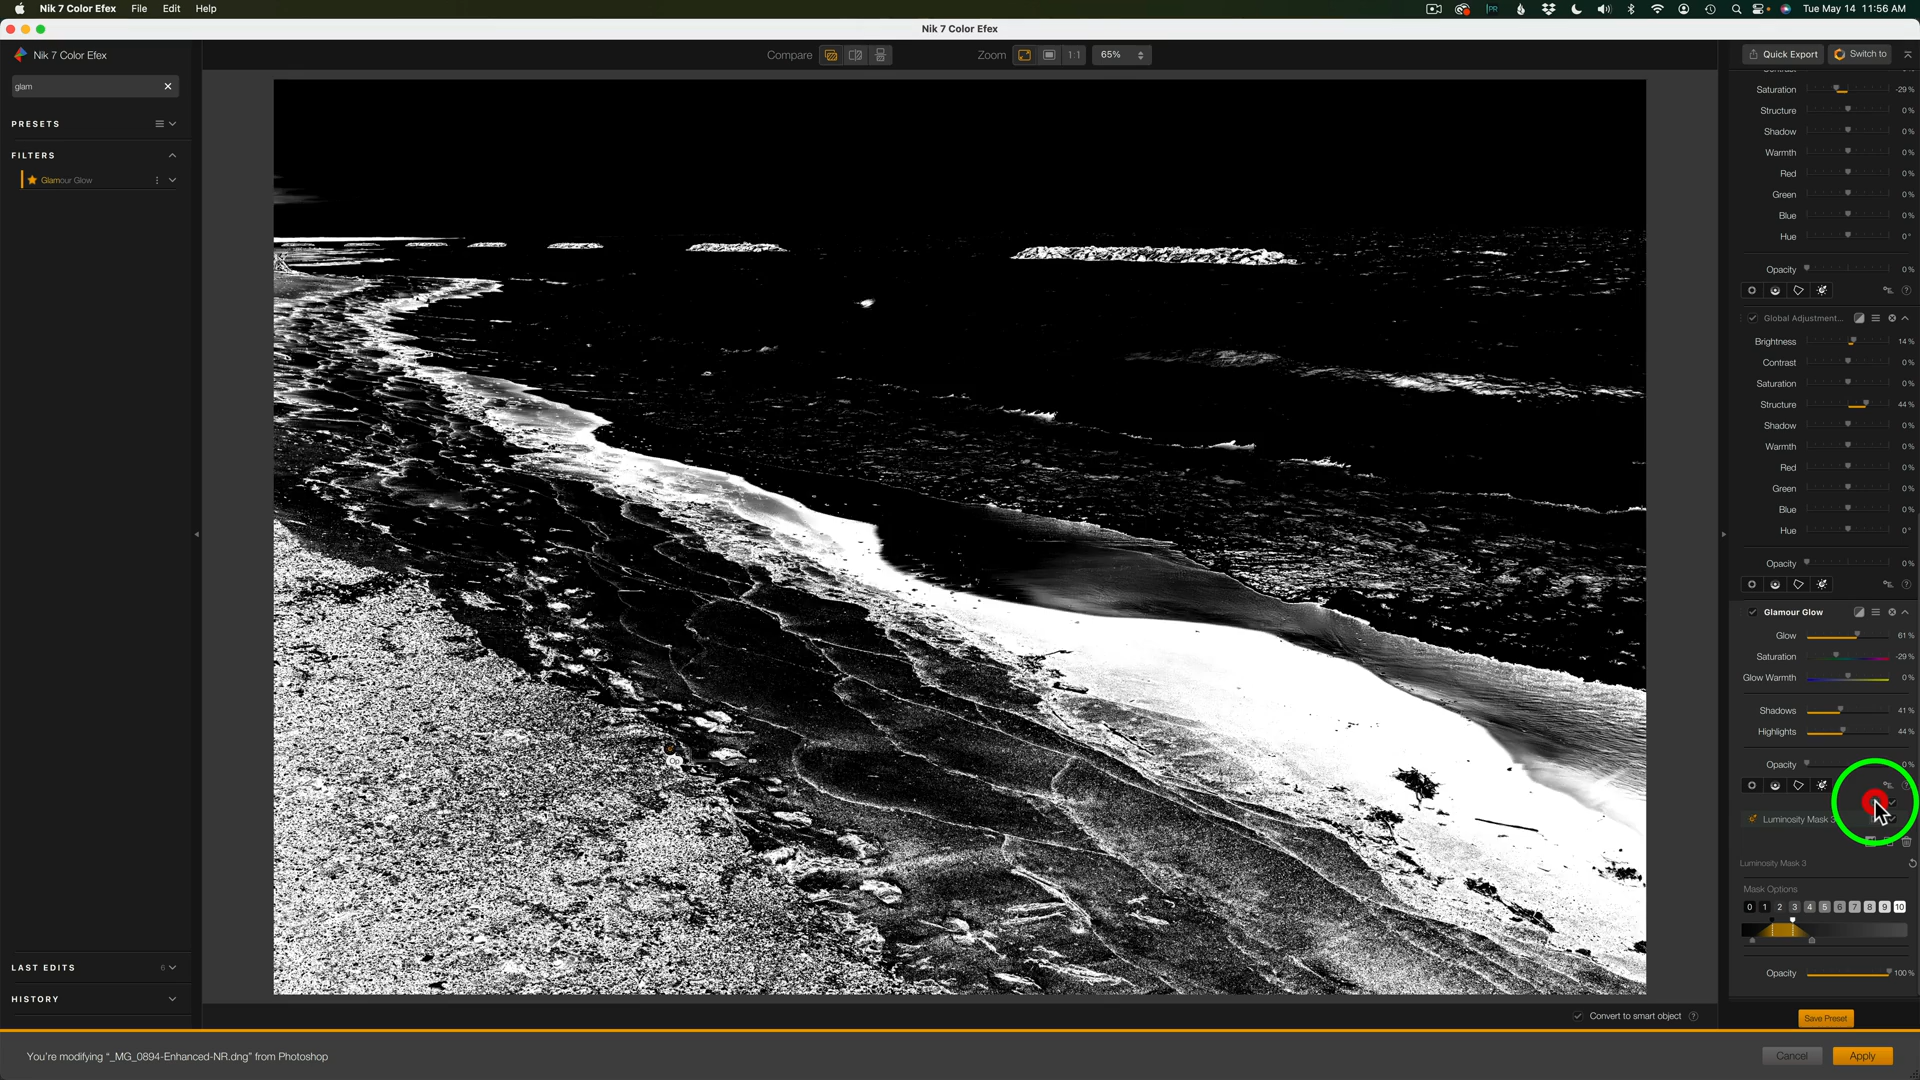 Nik 7 Color Efex File Edit Help
Tue May 14 11:56 AM
Nik 7 Color Efex
Nik 7 Color Efex
Compare
Zoom 1:1 65%
Quick Export Switch to
glam
PRESETS
FILTERS
Glamour Glow
Saturation -29 %
Structure 0 %
Shadow 0 %
Warmth 0 %
Red 0 %
Green 0 %
Blue 0 %
Hue 0 °
Opacity 0 %
Global Adjustment...
Brightness 14 %
Contrast 0 %
Saturation 0 %
Structure 44 %
Shadow 0 %
Warmth 0 %
Red 0 %
Green 0 %
Blue 0 %
Hue 0 °
Opacity 0 %
Glamour Glow
Glow 61 %
Saturation -29 %
Glow Warmth 0 %
Shadows 41 %
Highlights 44 %
Opacity 0 %
Luminosity Mask 3
Luminosity Mask 3
Mask Options
0 1 2 3 4 5 6 7 8 9 10
Opacity 100 %
LAST EDITS 6
HISTORY
Convert to smart object
Save Preset
You're modifying "_MG_0894-Enhanced-NR.dng" from Photoshop
Cancel Apply